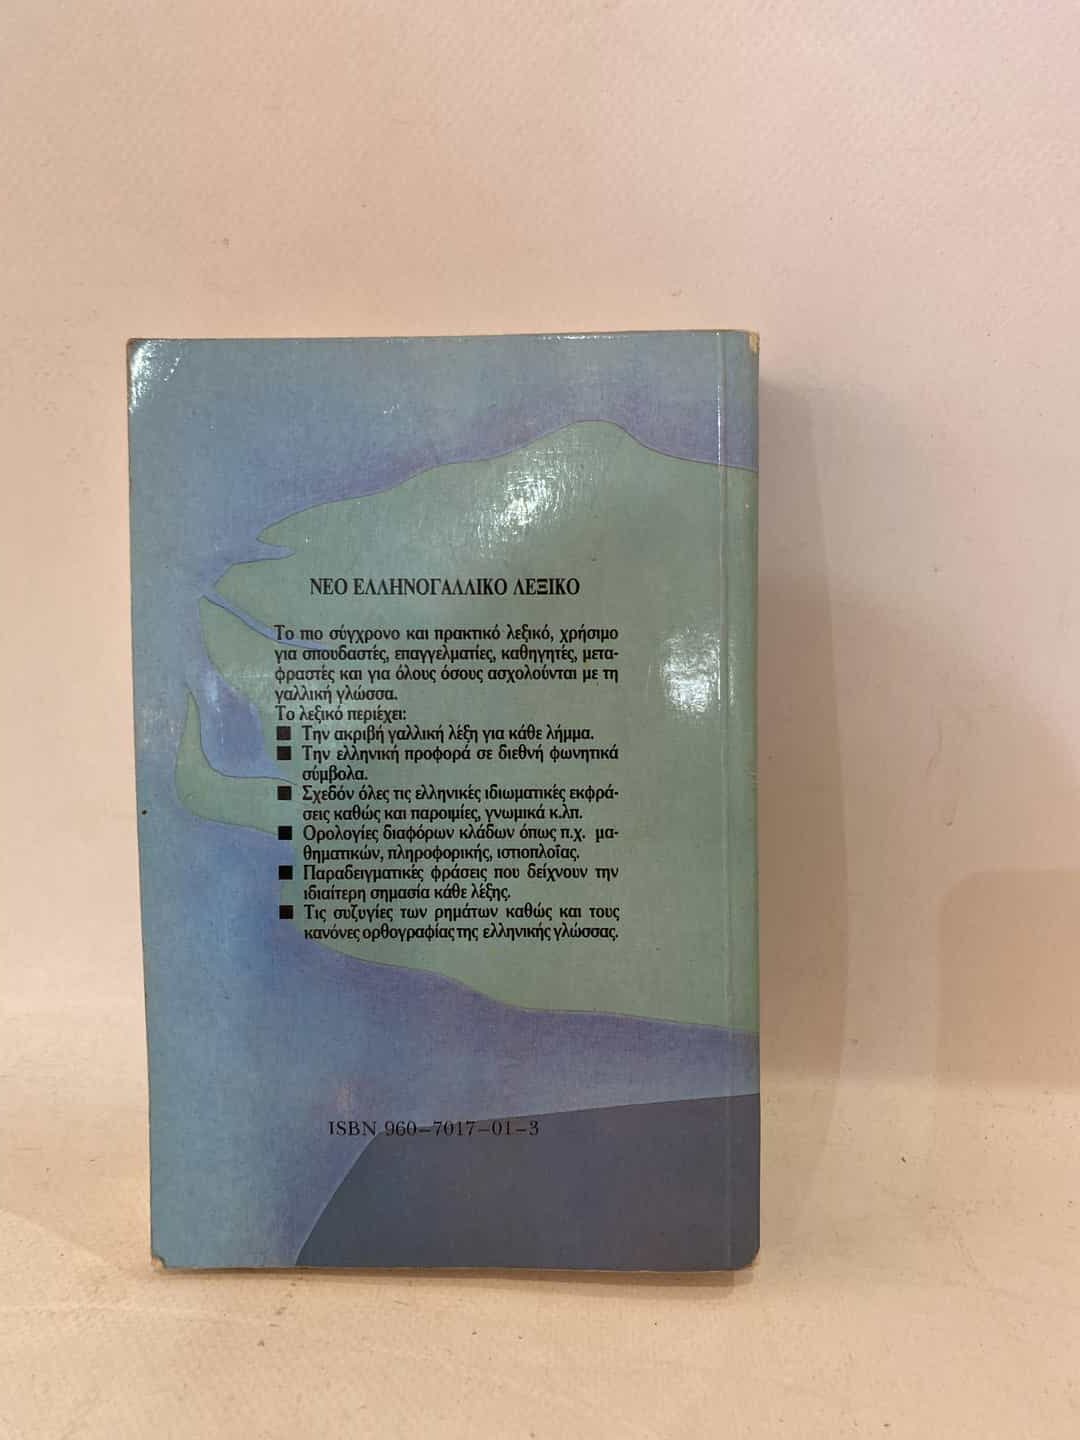 ΝΕΟ ΕΛΛΗΝΟΓΑΛΛΙΚΟ ΛΕΞΙΚΟ
Το πιο σύγχρονο και πρακτικό λεξικό, χρήσιμο
για σπουδαστές, επαγγελματίες, καθηγητές, μετα-
φραστές και για όλους όσους ασχολούνται με τη
γαλλική γλώσσα.
Το λεξικό περιέχει:
■ Την ακριβή γαλλική λέξη για κάθε λήμμα.
■ Την ελληνική προφορά σε διεθνή φωνητικά
σύμβολα.
■ Σχεδόν όλες τις ελληνικές ιδιωματικές εκφρά-
σεις καθώς και παροιμίες, γνωμικά κ.λπ.
■ Ορολογίες διαφόρων κλάδων όπως π.χ. μα-
θηματικών, πληροφορικής, ιστιοπλοΐας.
■ Παραδειγματικές φράσεις που δείχνουν την
ιδιαίτερη σημασία κάθε λέξης.
■ Τις συζυγίες των ρημάτων καθώς και τους
κανόνες ορθογραφίας της ελληνικής γλώσσας.
ISBN 960-7017-01-3